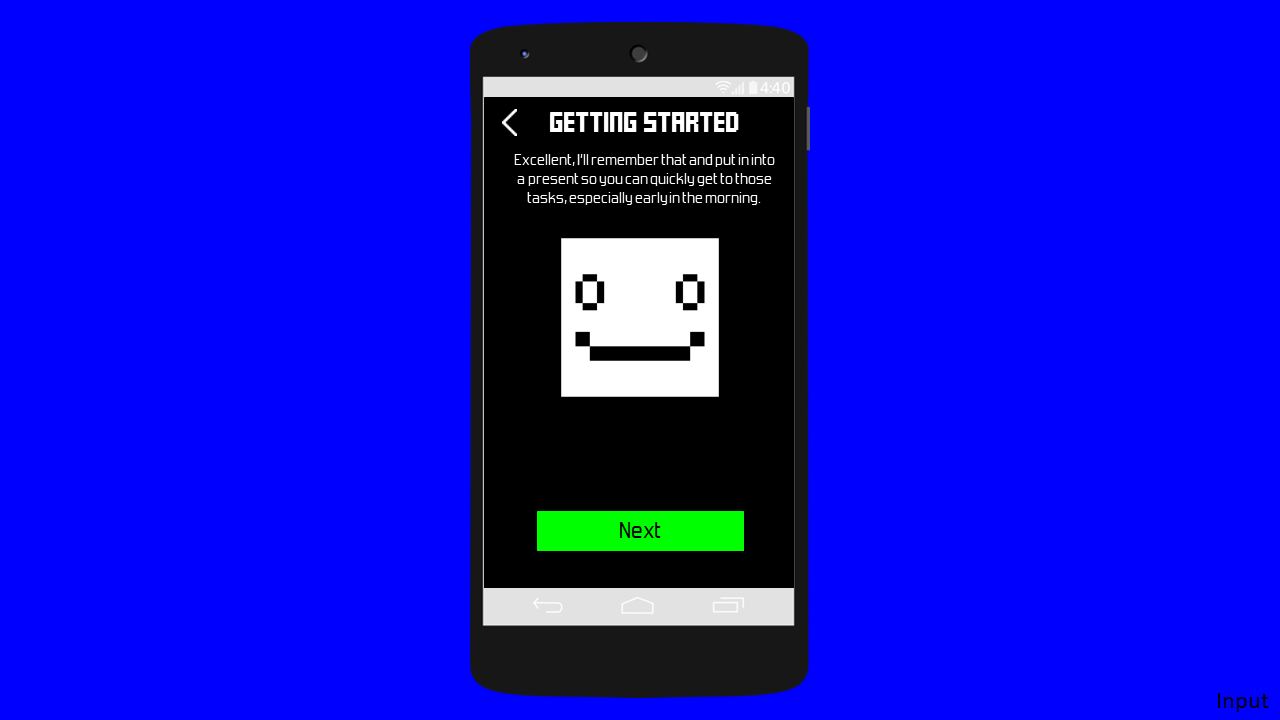 4:40
GETTING STARTED
Excellent, I'll remember that and put in into
a present so you can quickly get to those
tasks, especially early in the morning.
Next
Input